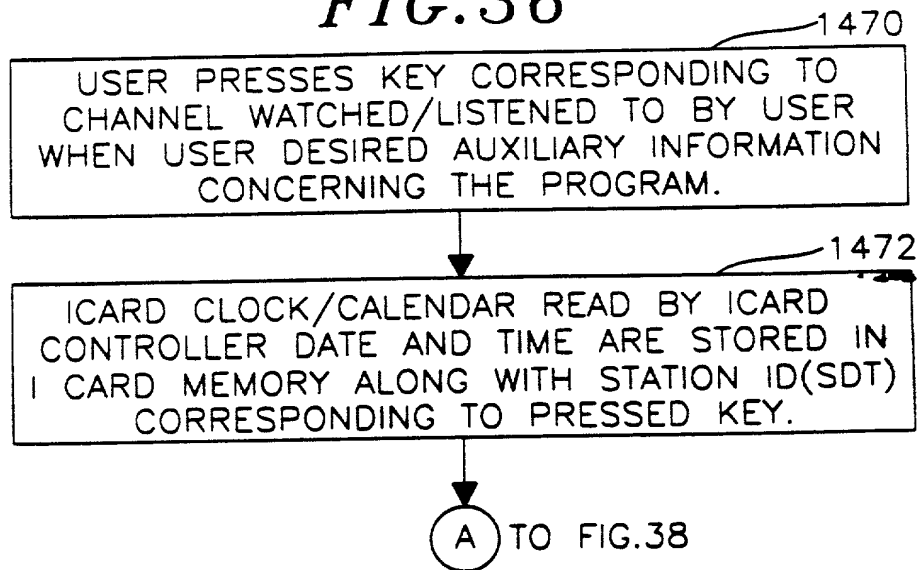 FIG.36
1470
USER PRESSES KEY CORRESPONDING TO
CHANNEL WATCHED/LISTENED TO BY USER
WHEN USER DESIRED AUXILIARY INFORMATION
CONCERNING THE PROGRAM.
1472
ICARD CLOCK/CALENDAR READ BY ICARD
CONTROLLER DATE AND TIME ARE STORED IN
I CARD MEMORY ALONG WITH STATION ID(SDT)
CORRESPONDING TO PRESSED KEY.
A TO FIG.38